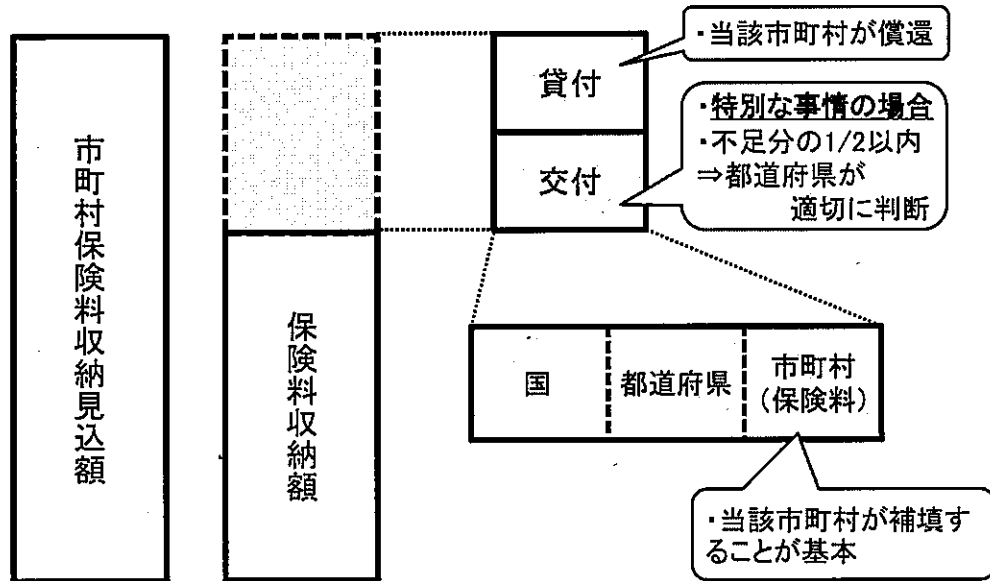 市町村保険料収納見込額
保険料収納額
貸付
交付
・当該市町村が償還
・特別な事情の場合
・不足分の1/2以内
⇒都道府県が
適切に判断
国
都道府県
市町村
(保険料)
・当該市町村が補填す
ることが基本